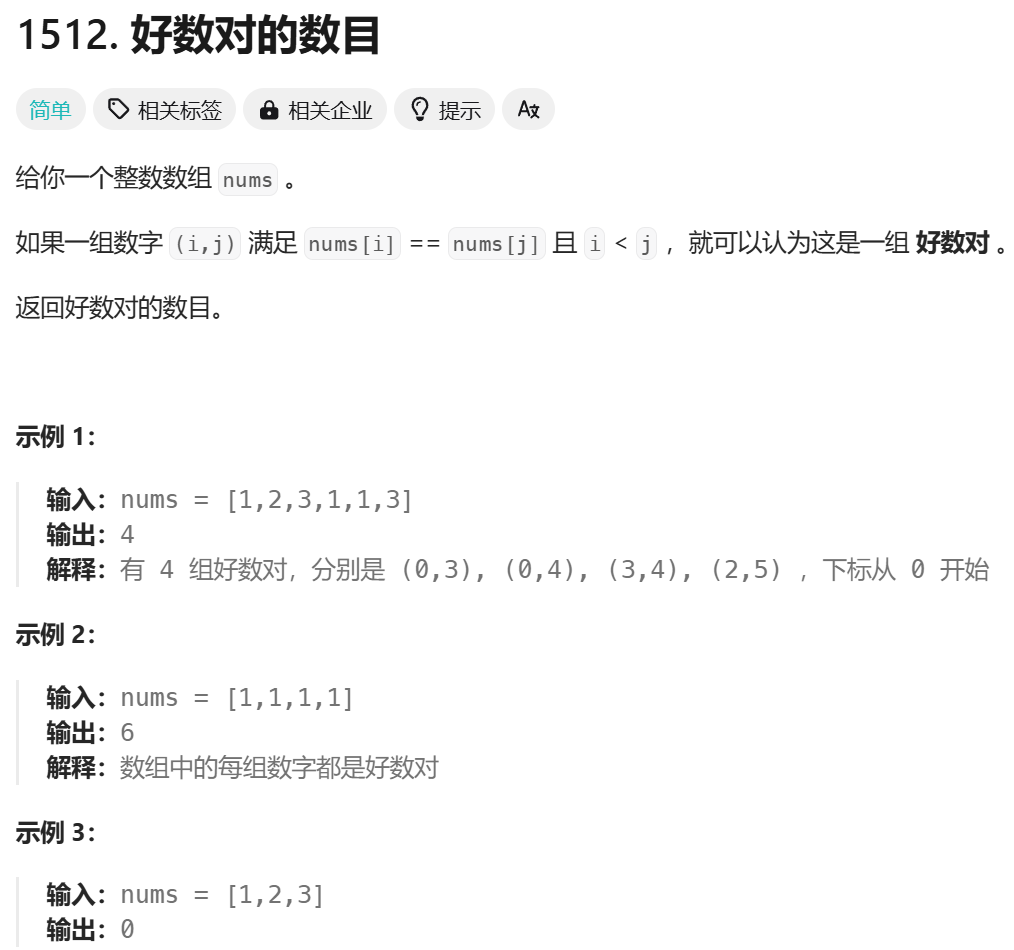 1512. 好数对的数目
简单 相关标签 相关企业 提示 Az文
给你一个整数数组 nums 。
如果一组数字 (i,j) 满足 nums[i] == nums[j] 且 i < j ，就可以认为这是一组 好数对 。
返回好数对的数目。
示例 1：
输入：nums = [1,2,3,1,1,3]
输出：4
解释：有 4 组好数对，分别是 (0,3), (0,4), (3,4), (2,5) ，下标从 0 开始
示例 2：
输入：nums = [1,1,1,1]
输出：6
解释：数组中的每组数字都是好数对
示例 3：
输入：nums = [1,2,3]
输出：0